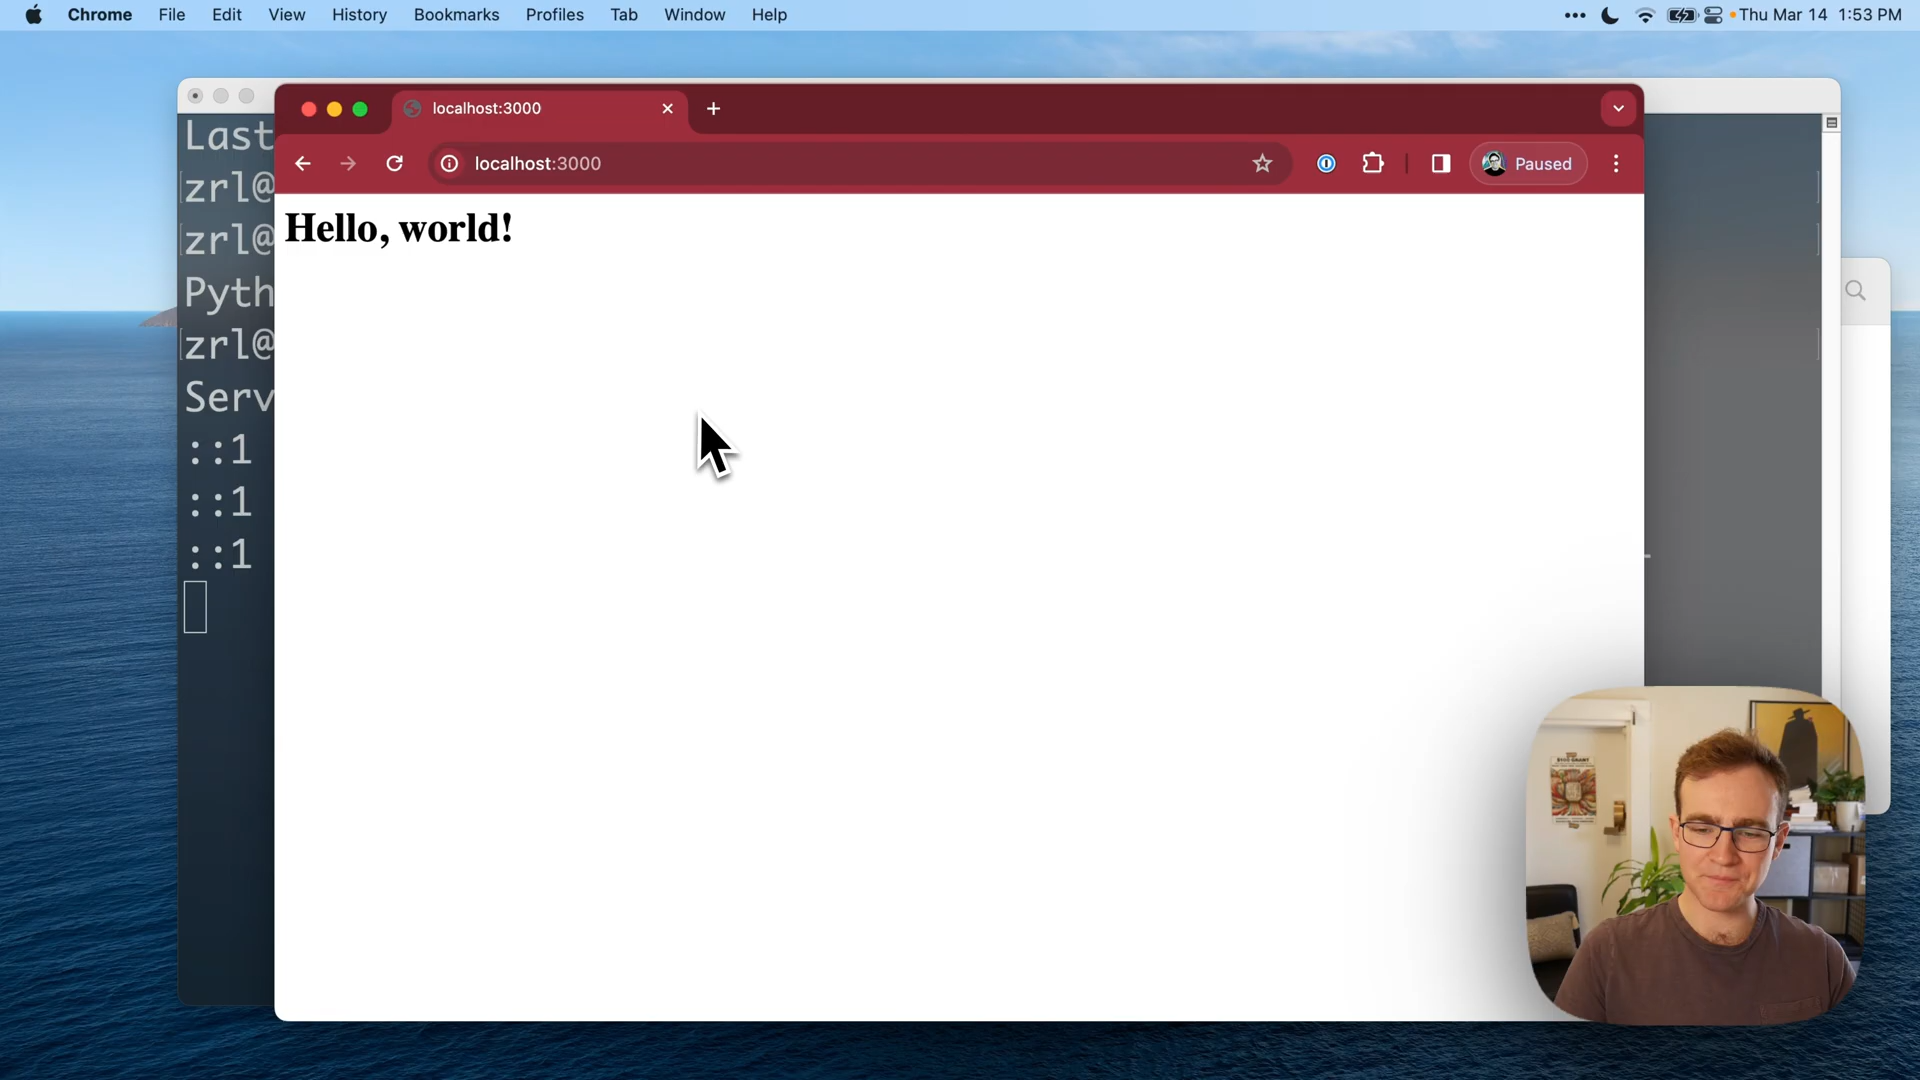 Chrome File Edit View History Bookmarks Profiles Tab Window Help
Thu Mar 14 1:53 PM
localhost:3000
localhost:3000
Paused
Hello, world!
Last
zrl@
zrl@
Pyth
zrl@
Serv
::1
::1
::1